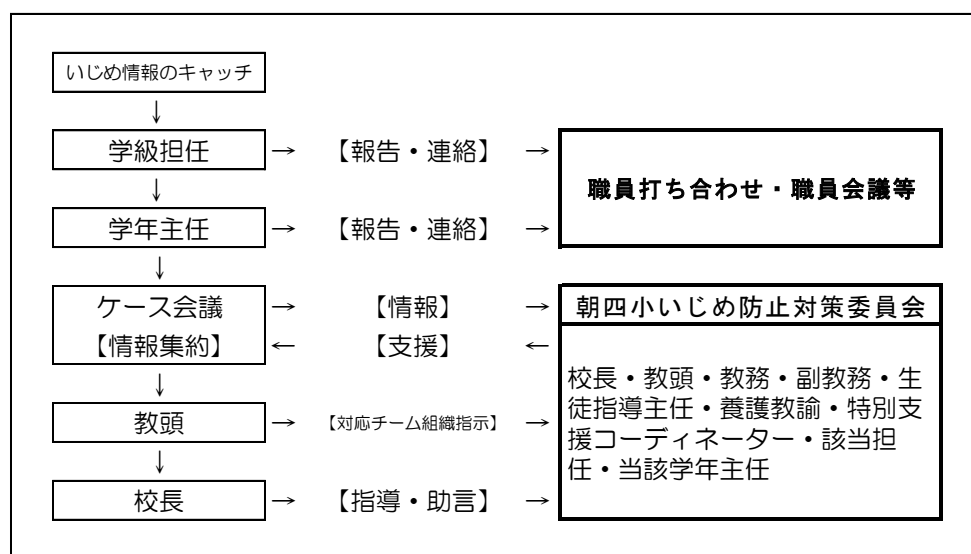 いじめ情報のキャッチ
↓
学級担任 → 【報告・連絡】 →
職員打ち合わせ・職員会議等
↓
学年主任 → 【報告・連絡】 →
↓
ケース会議 → 【情報】 → 朝四小いじめ防止対策委員会
【情報集約】 ← 【支援】 ←
校長・教頭・教務・副教務・生
徒指導主任・養護教諭・特別支
援コーディネーター・該当担
任・当該学年主任
↓
教頭 → 【対応チーム組織指示】 →
↓
校長 → 【指導・助言】 →